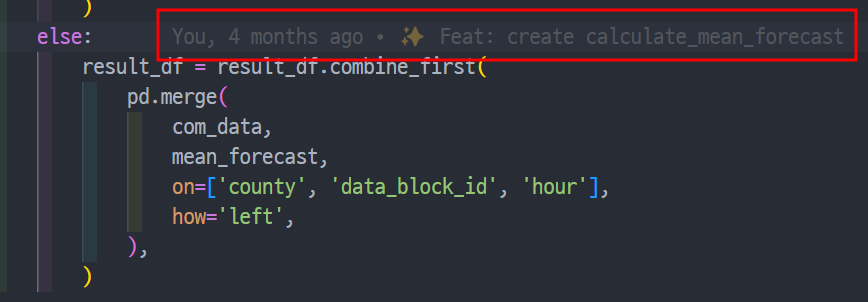 )
else: You, 4 months ago • ✨ Feat: create calculate_mean_forecast
result_df = result_df.combine_first(
pd.merge(
com_data,
mean_forecast,
on=['county', 'data_block_id', 'hour'],
how='left',
),
)